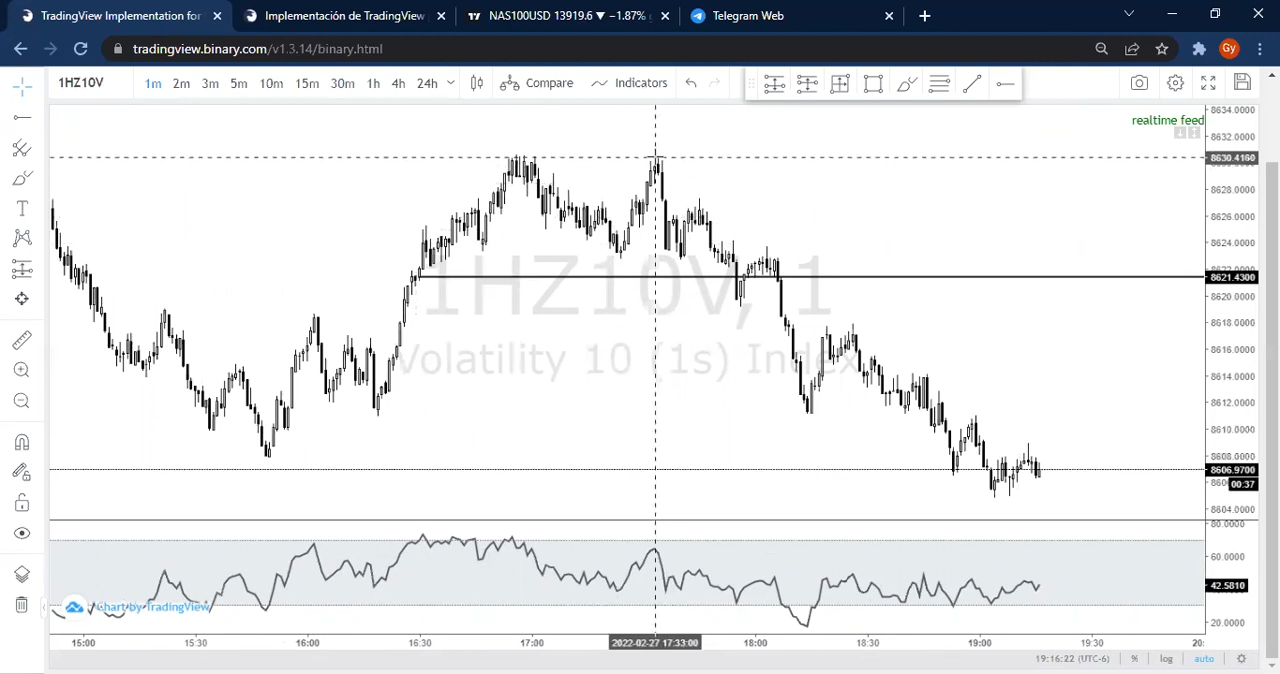 TradingView Implementation for
Implementación de TradingView
NAS100USD 13919.6 ▼ −1.87%
Telegram Web
tradingview.binary.com/v1.3.14/binary.html
Gy
1HZ10V 1m 2m 3m 5m 10m 15m 30m 1h 4h 24h Compare Indicators
realtime feed
8634.0000
8632.0000
8630.4160
8628.0000
8626.0000
8624.0000
8621.4300
8620.0000
8618.0000
8616.0000
8614.0000
8612.0000
8610.0000
8608.0000
8606.9700
00:37
8604.0000
1HZ10V, 1
Volatility 10 (1s) Index
80.0000
60.0000
42.5810
20.0000
Chart by TradingView
15:00 15:30 16:00 16:30 17:00 2022-02-27 17:33:00 18:00 18:30 19:00 19:30 20:
19:16:22 (UTC-6) % log auto